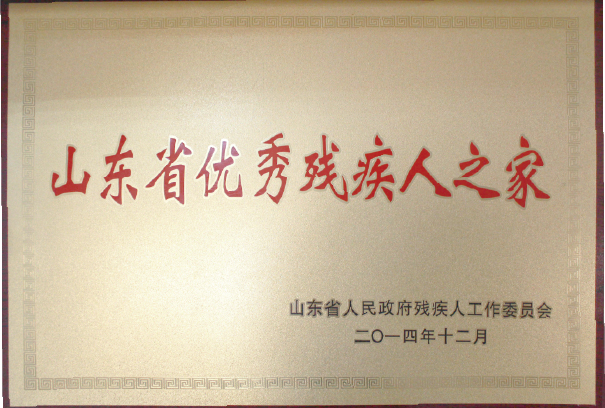 山东省优秀残疾人之家
山东省人民政府残疾人工作委员会
二〇一四年十二月